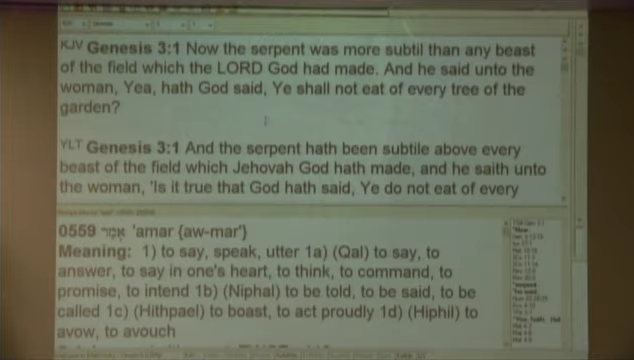 KJV Genesis 3:1 Now the serpent was more subtil than any beast
of the field which the LORD God had made. And he said unto the
woman, Yea, hath God said, Ye shall not eat of every tree of the
garden?
YLT Genesis 3:1 And the serpent hath been subtile above every
beast of the field which Jehovah God hath made, and he saith unto
the woman, 'Is it true that God hath said, Ye do not eat of every
0559 אָמַר 'amar {aw-mar'}
Meaning: 1) to say, speak, utter 1a) (Qal) to say, to
answer, to say in one's heart, to think, to command, to
promise, to intend 1b) (Niphal) to be told, to be said, to be
called 1c) (Hithpael) to boast, to act proudly 1d) (Hiphil) to
avow, to avouch